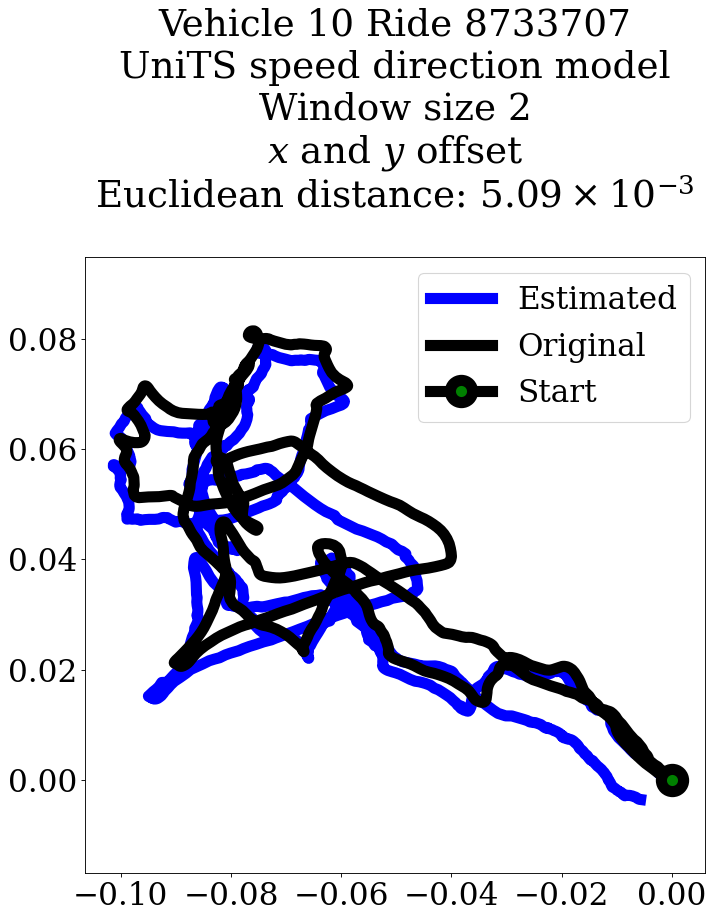 Vehicle 10 Ride 8733707
UniTS speed direction model
Window size 2
x and y offset
Euclidean distance: 5.09 × 10⁻³
Estimated
Original
Start
0.08
0.06
0.04
0.02
0.00
−0.10 −0.08 −0.06 −0.04 −0.02 0.00